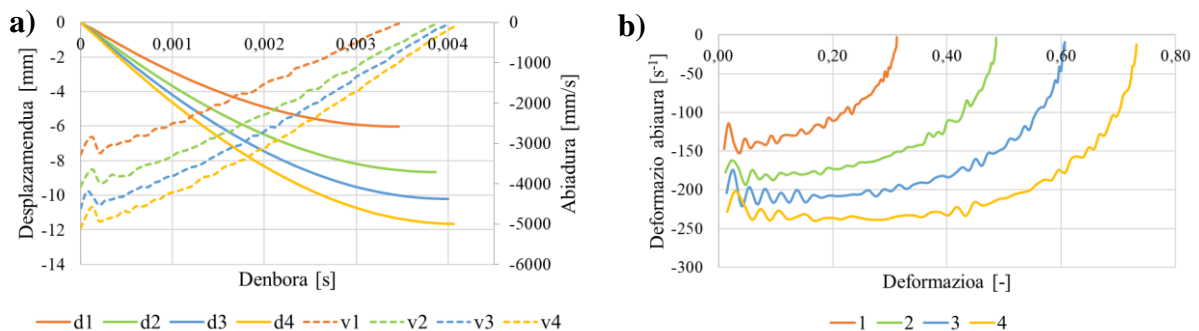 a)
Desplazamendua [mm]
0
-2
-4
-6
-8
-10
-12
-14
0 0,001 0,002 0,003 0,004
0
-1000
-2000
-3000
-4000
-5000
-6000
Abiadura [mm/s]
Denbora [s]
d1 d2 d3 d4 v1 v2 v3 v4
b)
Deformazio abiaura [s⁻¹]
0
-50
-100
-150
-200
-250
-300
0,00 0,20 0,40 0,60 0,80
Deformazioa [-]
1 2 3 4